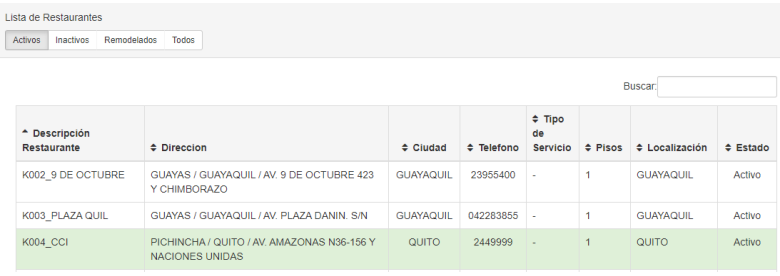 Lista de Restaurantes
Activos Inactivos Remodelados Todos
Buscar:
Descripción Restaurante Direccion Ciudad Telefono Tipo de Servicio Pisos Localización Estado
K002_9 DE OCTUBRE GUAYAS / GUAYAQUIL / AV. 9 DE OCTUBRE 423 GUAYAQUIL 23955400 - 1 GUAYAQUIL Activo
Y CHIMBORAZO
K003_PLAZA QUIL GUAYAS / GUAYAQUIL / AV. PLAZA DANIN. S/N GUAYAQUIL 042283855 - 1 GUAYAQUIL Activo
K004_CCI PICHINCHA / QUITO / AV. AMAZONAS N36-156 Y QUITO 2449999 - 1 QUITO Activo
NACIONES UNIDAS